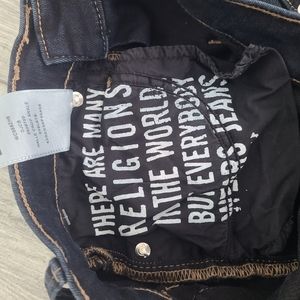 THERE ARE MANY
RELIGIONS
IN THE WORLD
BUT EVERYBODY
WEARS JEANS